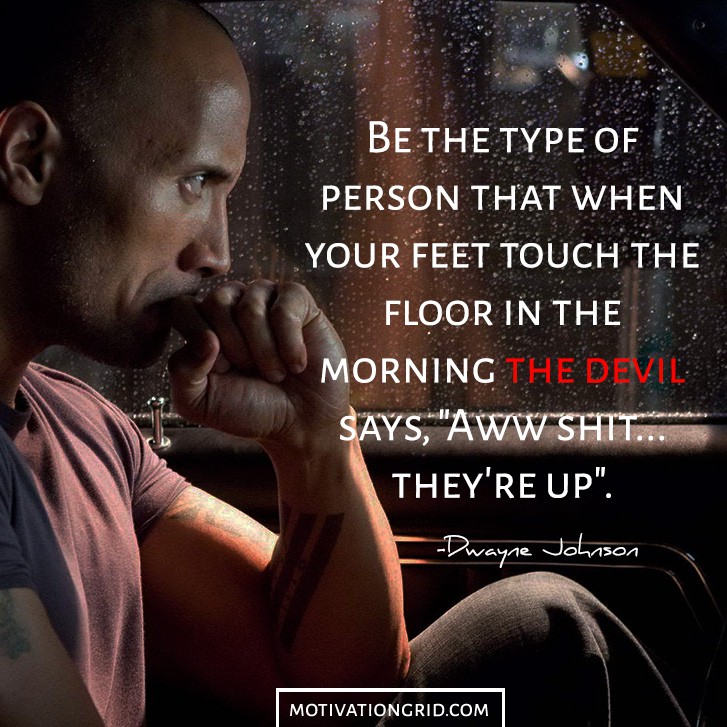 BE THE TYPE OF
PERSON THAT WHEN
YOUR FEET TOUCH THE
FLOOR IN THE
MORNING THE DEVIL
SAYS, "AWW SHIT...
THEY'RE UP".
-Dwayne Johnson
MOTIVATIONGRID.COM